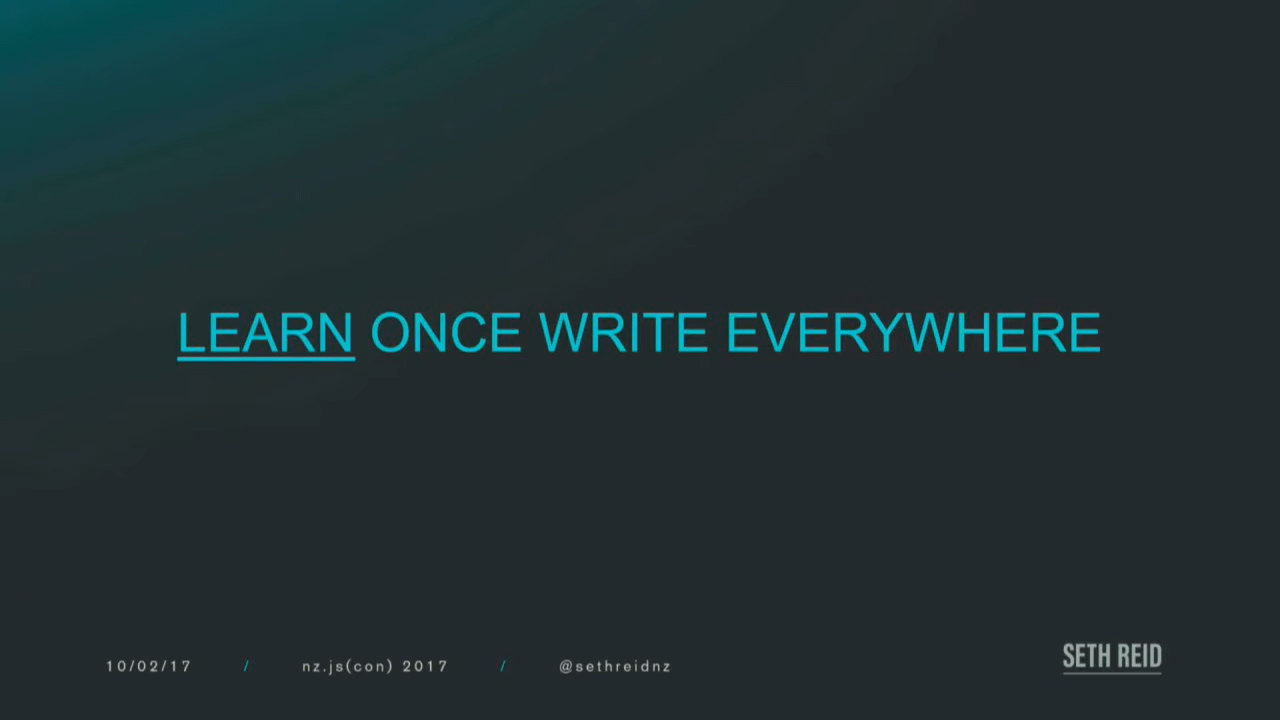 LEARN ONCE WRITE EVERYWHERE
10/02/17 / nz.js(con) 2017 / @sethreidnz
SETH REID